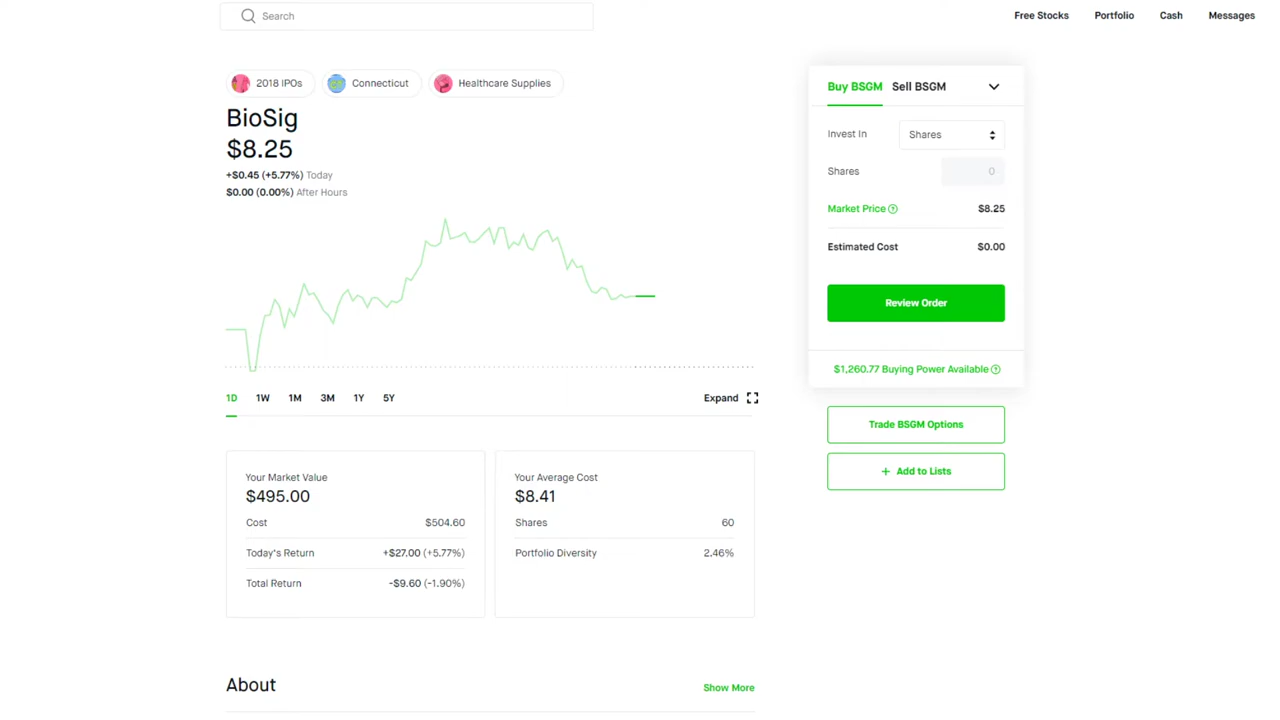 Search
Free Stocks
Portfolio
Cash
Messages
2018 IPOs
Connecticut
Healthcare Supplies
BioSig
$8.25
+$0.45 (+5.77%) Today
$0.00 (0.00%) After Hours
1D
1W
1M
3M
1Y
5Y
Expand
Your Market Value
$495.00
Cost $504.60
Today's Return +$27.00 (+5.77%)
Total Return -$9.60 (-1.90%)
Your Average Cost
$8.41
Shares 60
Portfolio Diversity 2.46%
About
Show More
Buy BSGM
Sell BSGM
Invest In Shares
Shares 0
Market Price $8.25
Estimated Cost $0.00
Review Order
$1,260.77 Buying Power Available
Trade BSGM Options
+ Add to Lists